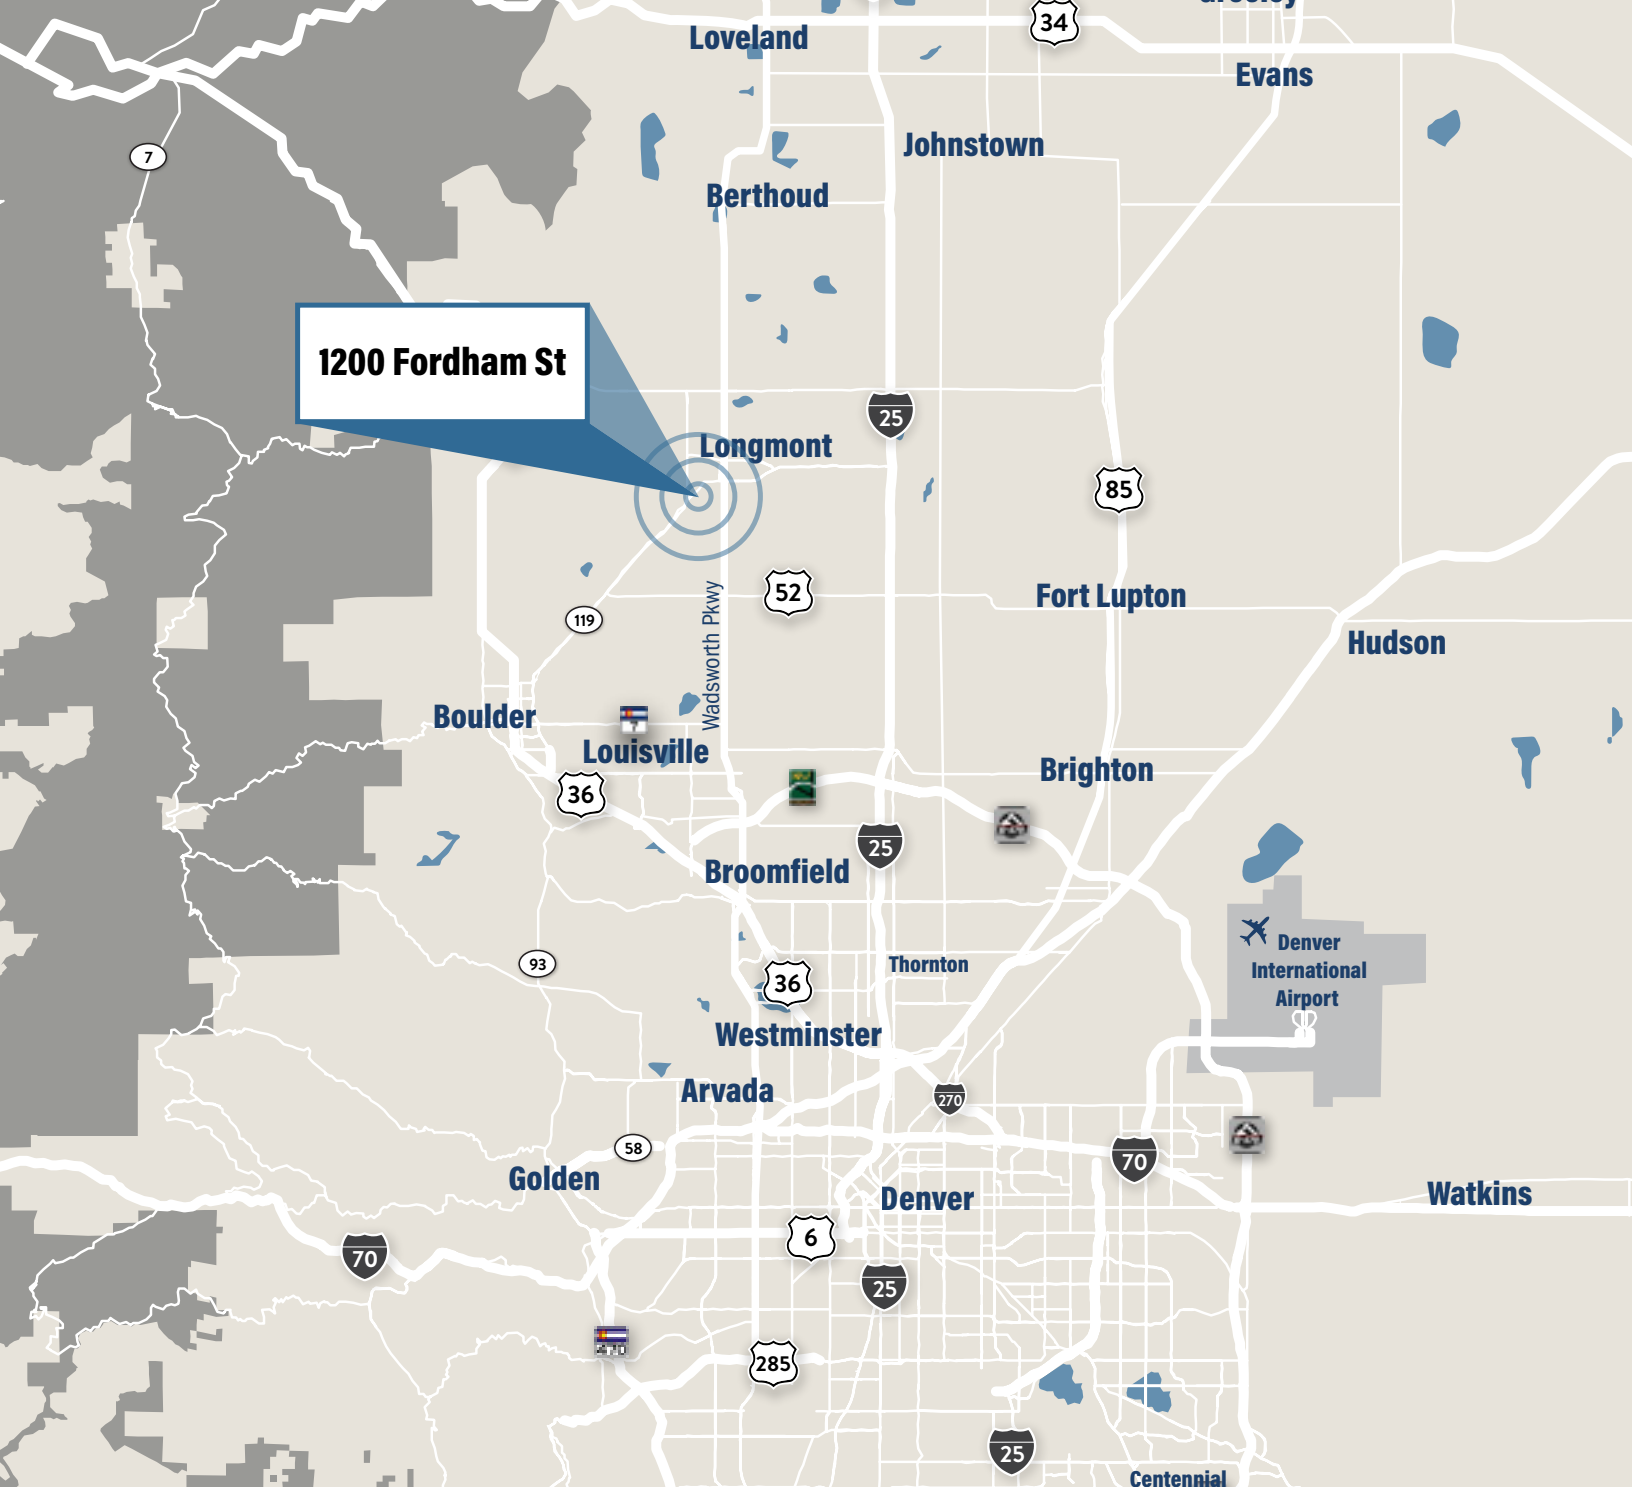 34
Loveland
Evans
Johnstown
7
Berthoud
1200 Fordham St
25
Longmont
85
52
Fort Lupton
119
Hudson
Wadsworth Pkwy
Boulder
7
Louisville
Brighton
36
25
Broomfield
Denver
International
Airport
93
Thornton
36
Westminster
Arvada
270
58
70
Golden
Denver
Watkins
6
70
25
285
25
Centennial